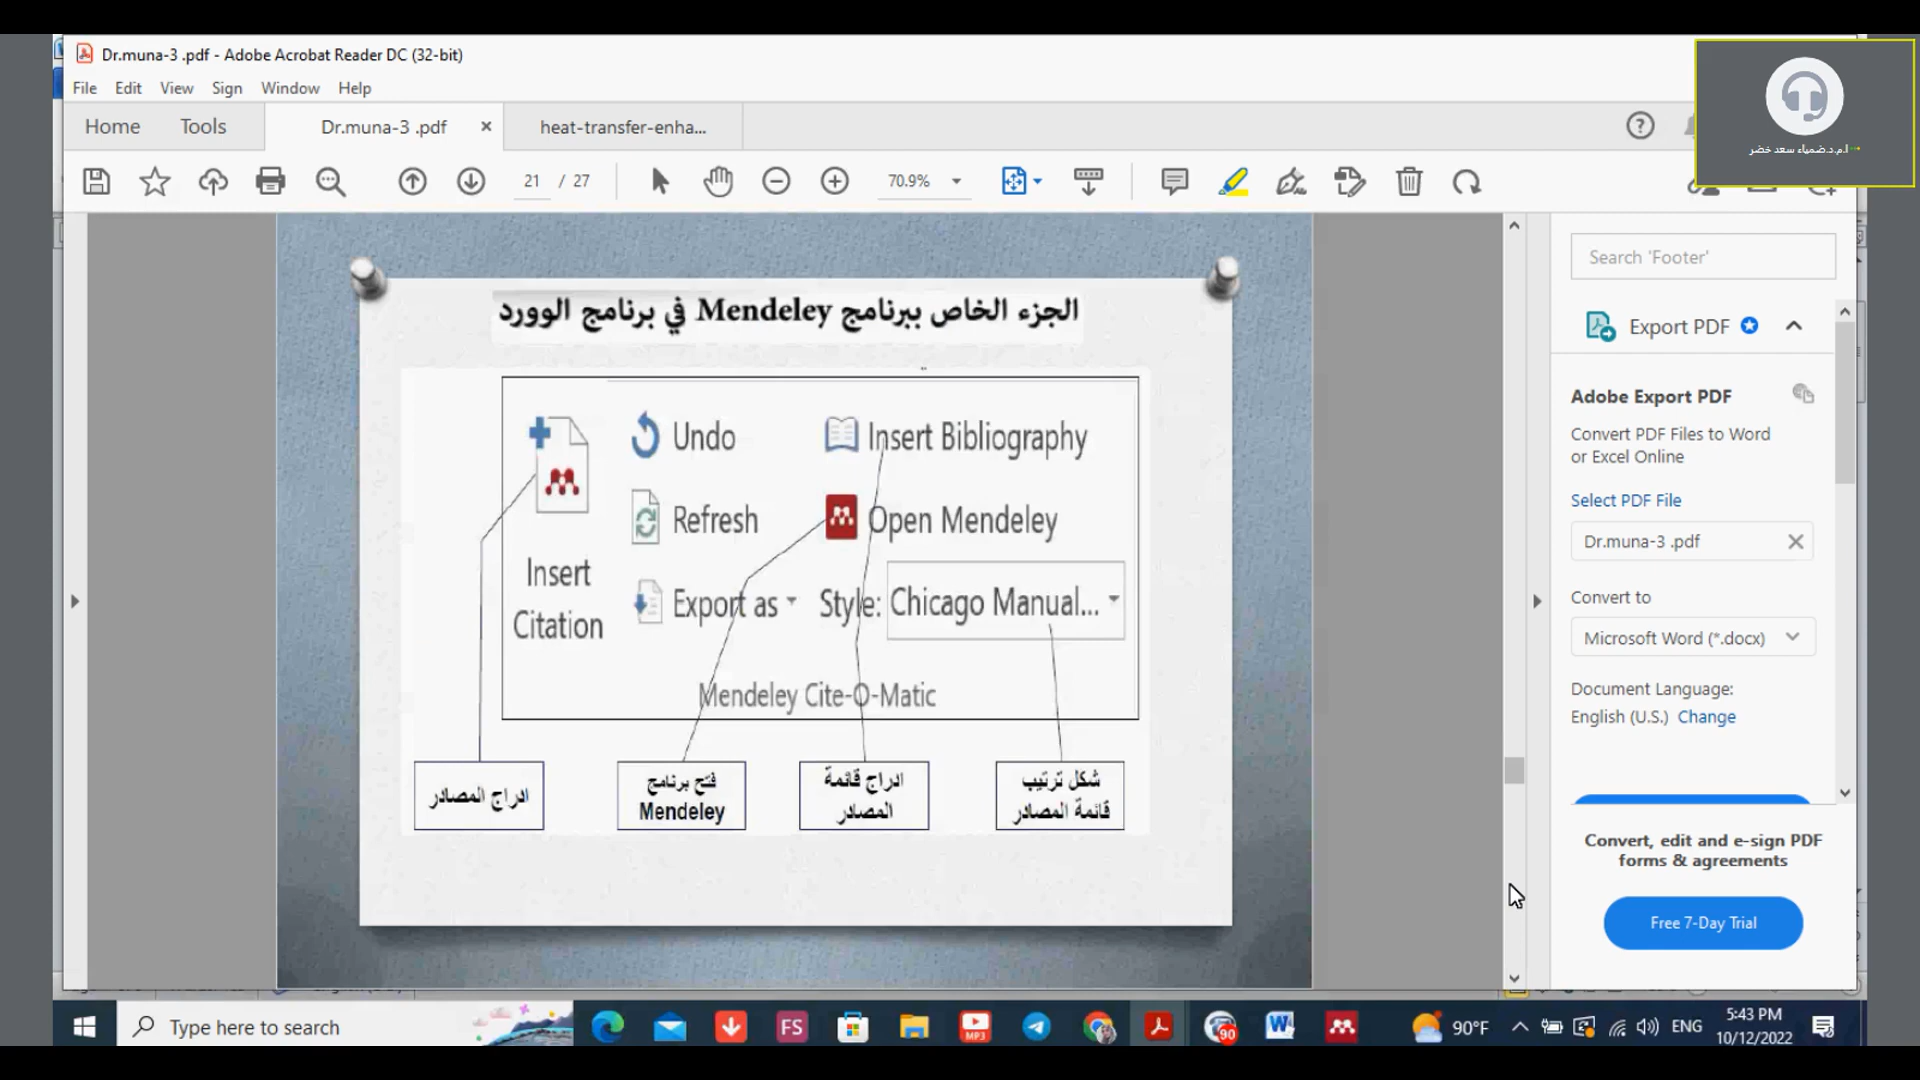 Dr.muna-3 .pdf - Adobe Acrobat Reader DC (32-bit)
File Edit View Sign Window Help
Home Tools Dr.muna-3 .pdf heat-transfer-enha...
21 / 27 70.9%
ا.م.د.ضمياء سعد خضر
الجزء الخاص ببرنامج Mendeley في برنامج الوورد
Undo Insert Bibliography
Refresh Open Mendeley
Insert
Citation
Export as Style: Chicago Manual...
Mendeley Cite-O-Matic
ادراج المصادر
فتح برنامج
Mendeley
ادراج قائمة
المصادر
شكل ترتيب
قائمة المصادر
Search 'Footer'
Export PDF
Adobe Export PDF
Convert PDF Files to Word
or Excel Online
Select PDF File
Dr.muna-3 .pdf
Convert to
Microsoft Word (*.docx)
Document Language:
English (U.S.) Change
Convert, edit and e-sign PDF
forms & agreements
Free 7-Day Trial
Type here to search
FS
MP3
90
90°F
ENG
5:43 PM
10/12/2022